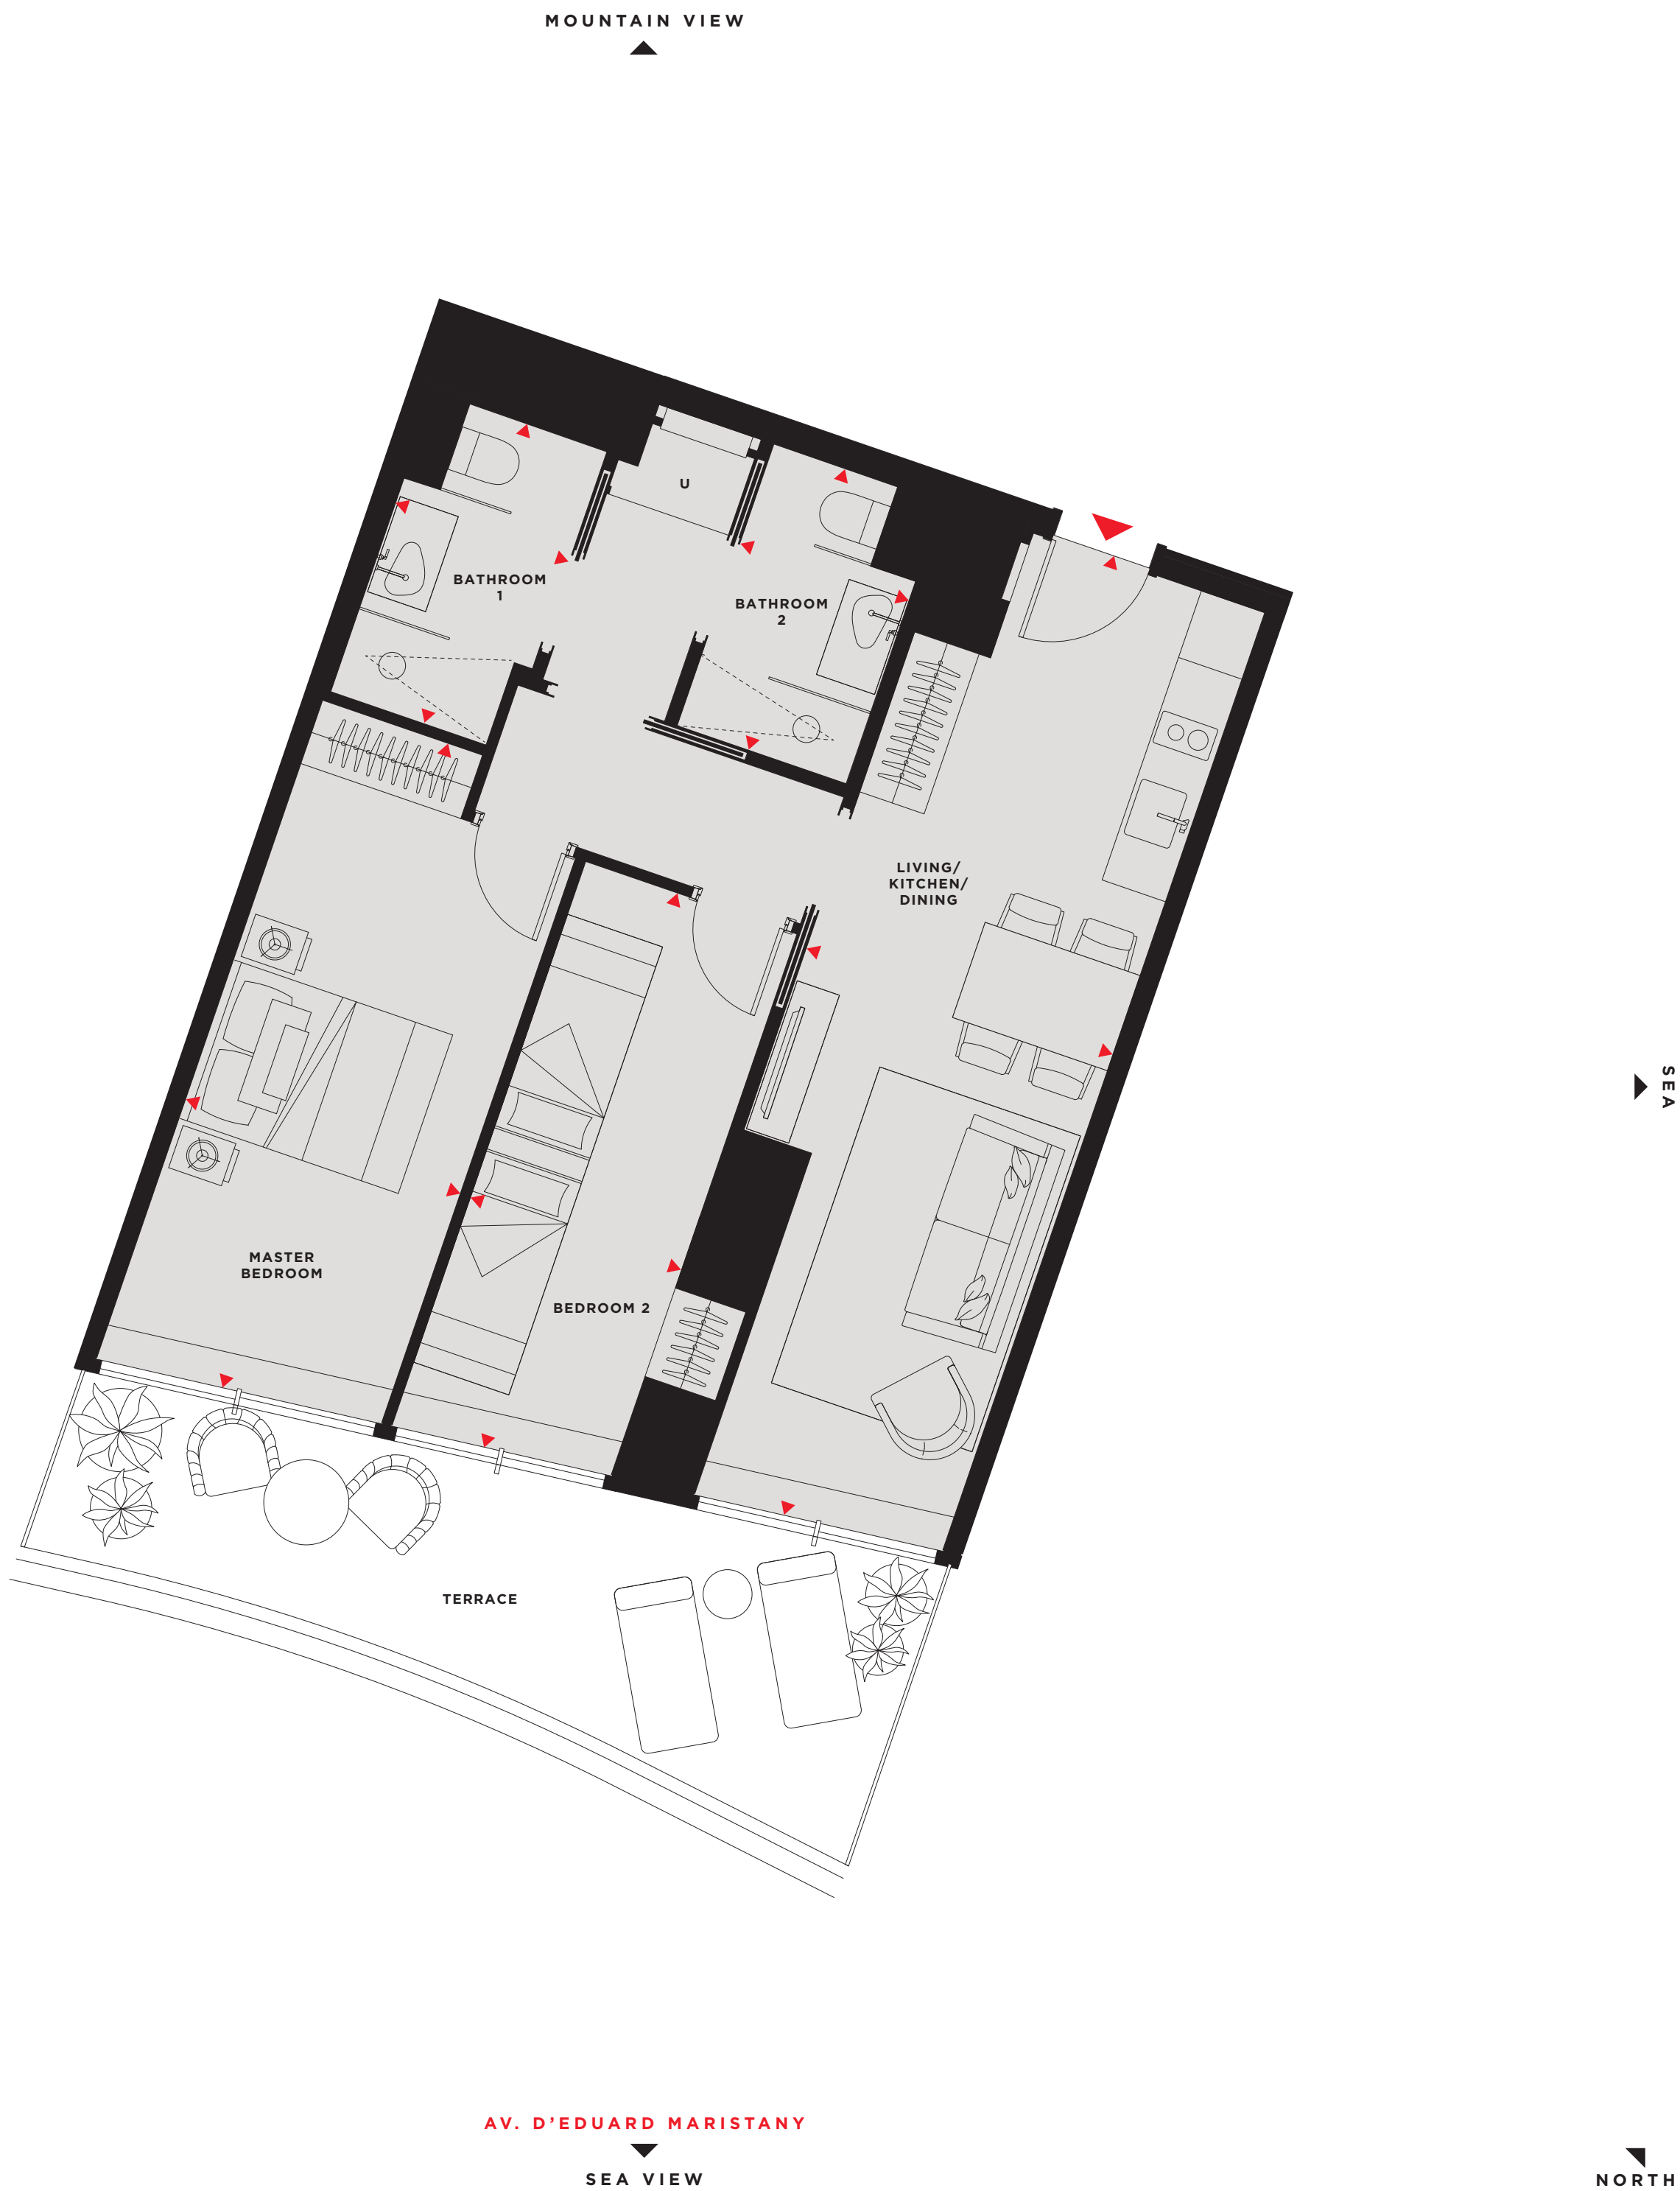 MOUNTAIN VIEW
U
BATHROOM
1
BATHROOM
2
LIVING/
KITCHEN/
DINING
SEA
MASTER
BEDROOM
BEDROOM 2
TERRACE
AV. D’EDUARD MARISTANY
SEA VIEW
NORTH